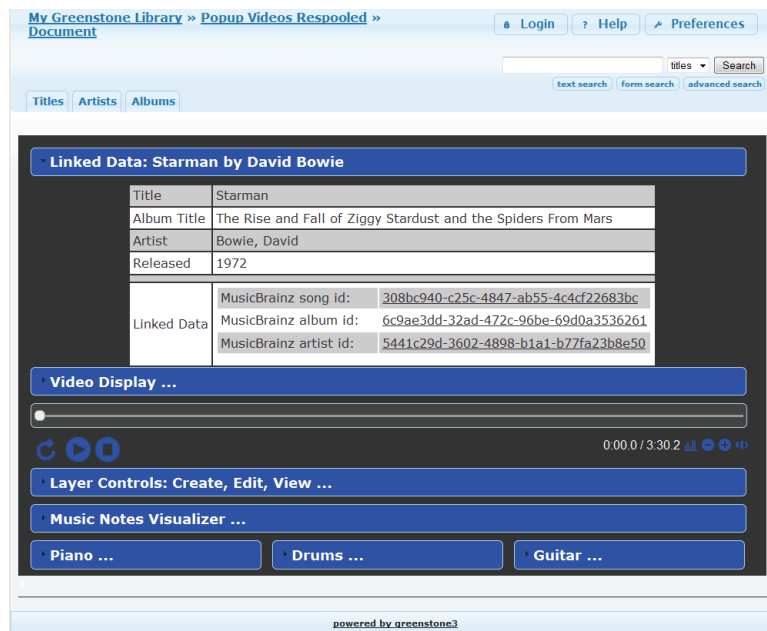 My Greenstone Library » Popup Videos Respooled »
Document
Login
? Help
Preferences
titles
Search
text search
form search
advanced search
Titles
Artists
Albums
Linked Data: Starman by David Bowie
Title Starman
Album Title The Rise and Fall of Ziggy Stardust and the Spiders From Mars
Artist Bowie, David
Released 1972
Linked Data
MusicBrainz song id: 308bc940-c25c-4847-ab55-4c4cf22683bc
MusicBrainz album id: 6c9ae3dd-32ad-472c-96be-69d0a3536261
MusicBrainz artist id: 5441c29d-3602-4898-b1a1-b77fa23b8e50
Video Display ...
0:00.0 / 3:30.2
Layer Controls: Create, Edit, View ...
Music Notes Visualizer ...
Piano ...
Drums ...
Guitar ...
powered by greenstone3